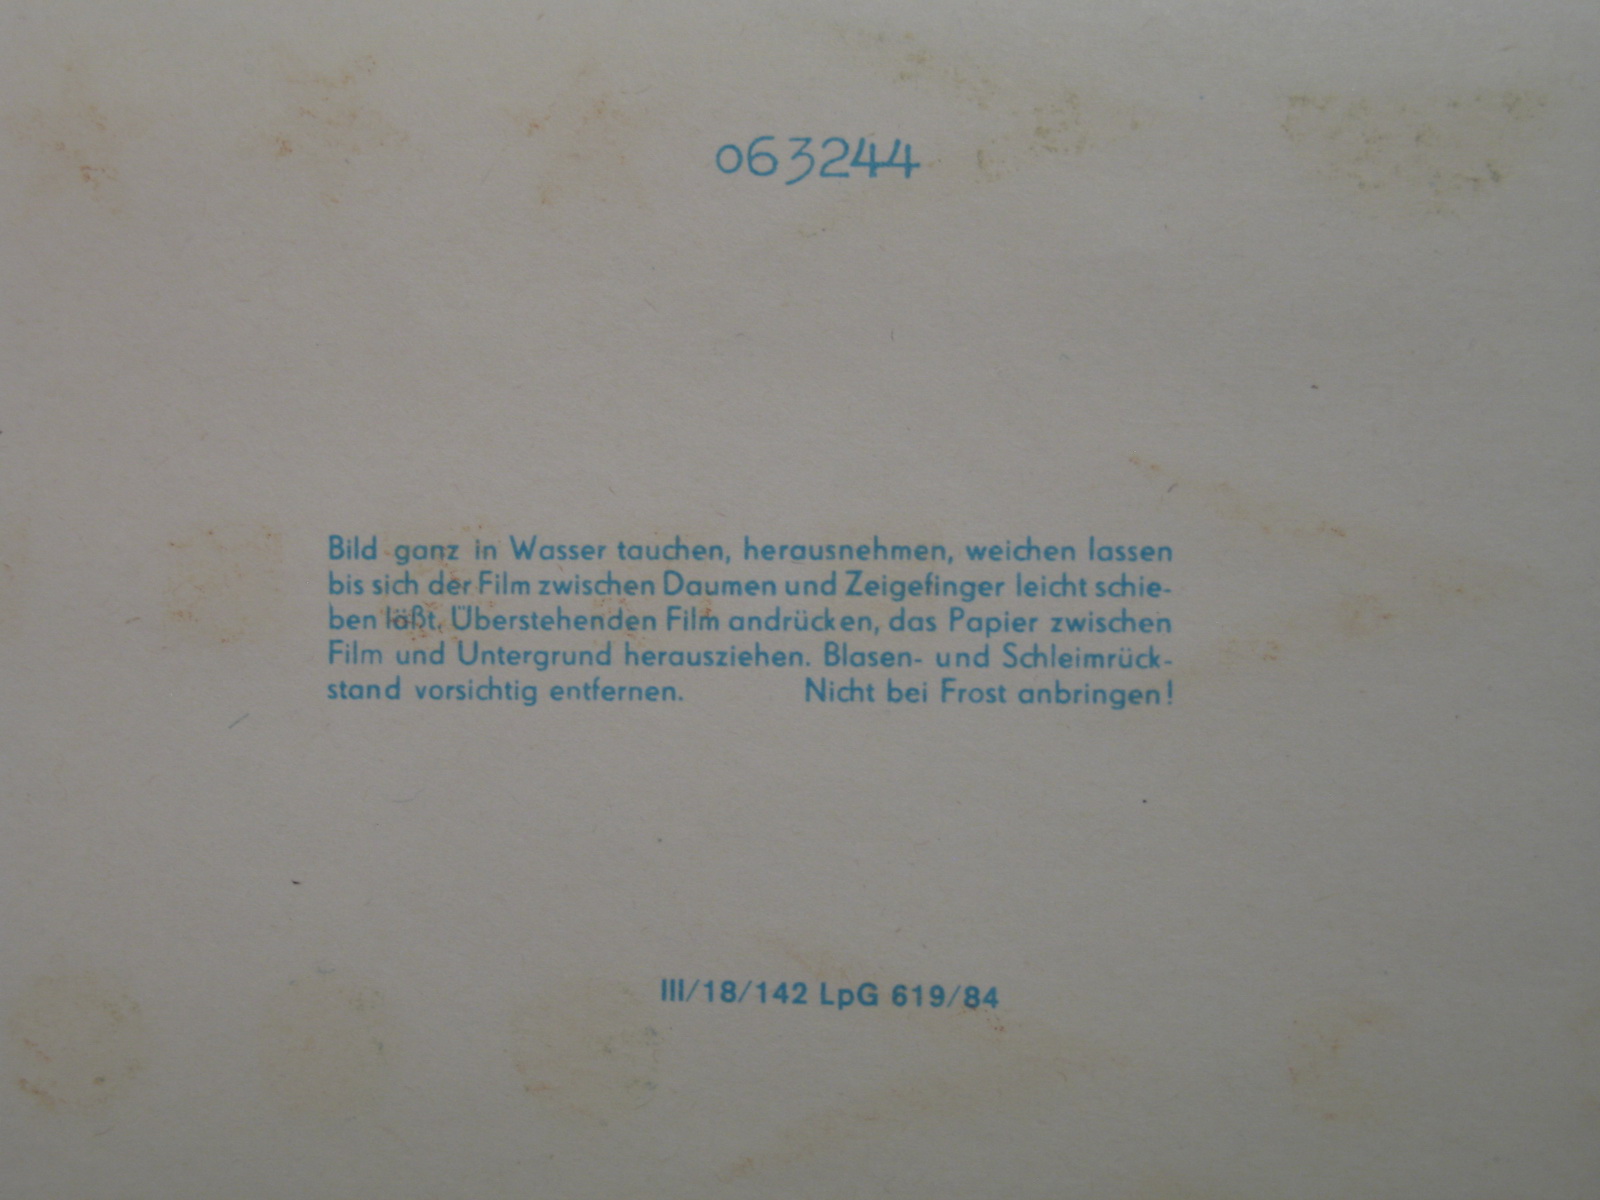 063244
Bild ganz in Wasser tauchen, herausnehmen, weichen lassen
bis sich der Film zwischen Daumen und Zeigefinger leicht schie-
ben läßt. Überstehenden Film andrücken, das Papier zwischen
Film und Untergrund herausziehen. Blasen- und Schleimrück-
stand vorsichtig entfernen. Nicht bei Frost anbringen!
III/18/142 LpG 619/84